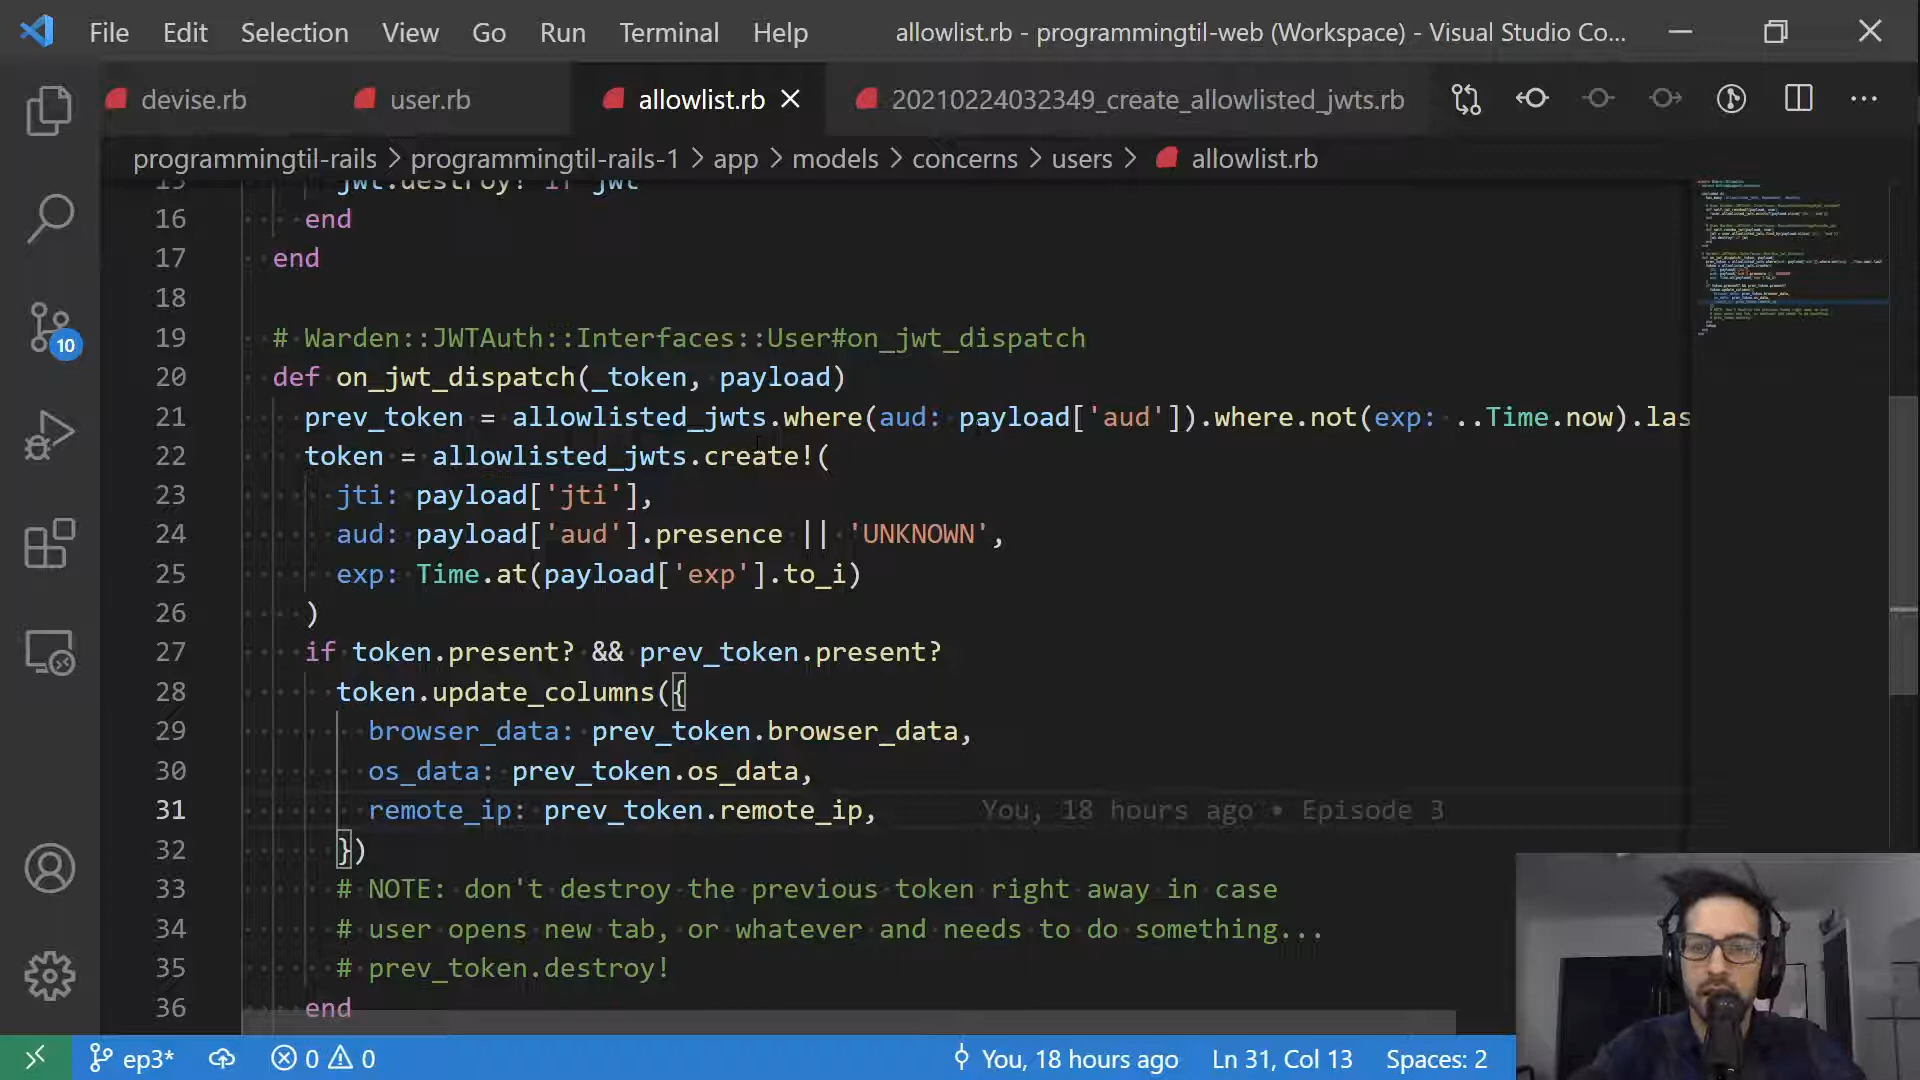 File Edit Selection View Go Run Terminal Help allowlist.rb - programmingtil-web (Workspace) - Visual Studio Co...
devise.rb user.rb allowlist.rb 20210224032349_create_allowlisted_jwts.rb
programmingtil-rails > programmingtil-rails-1 > app > models > concerns > users > allowlist.rb
15 jwt.destroy! if jwt
16 end
17 end
18
19 # Warden::JWTAuth::Interfaces::User#on_jwt_dispatch
20 def on_jwt_dispatch(_token, payload)
21 prev_token = allowlisted_jwts.where(aud: payload['aud']).where.not(exp: ..Time.now).las
22 token = allowlisted_jwts.create!(
23 jti: payload['jti'],
24 aud: payload['aud'].presence || 'UNKNOWN',
25 exp: Time.at(payload['exp'].to_i)
26 )
27 if token.present? && prev_token.present?
28 token.update_columns({
29 browser_data: prev_token.browser_data,
30 os_data: prev_token.os_data,
31 remote_ip: prev_token.remote_ip, You, 18 hours ago • Episode 3
32 })
33 # NOTE: don't destroy the previous token right away in case
34 # user opens new tab, or whatever and needs to do something...
35 # prev_token.destroy!
36 end
10
ep3* 0 0 You, 18 hours ago Ln 31, Col 13 Spaces: 2